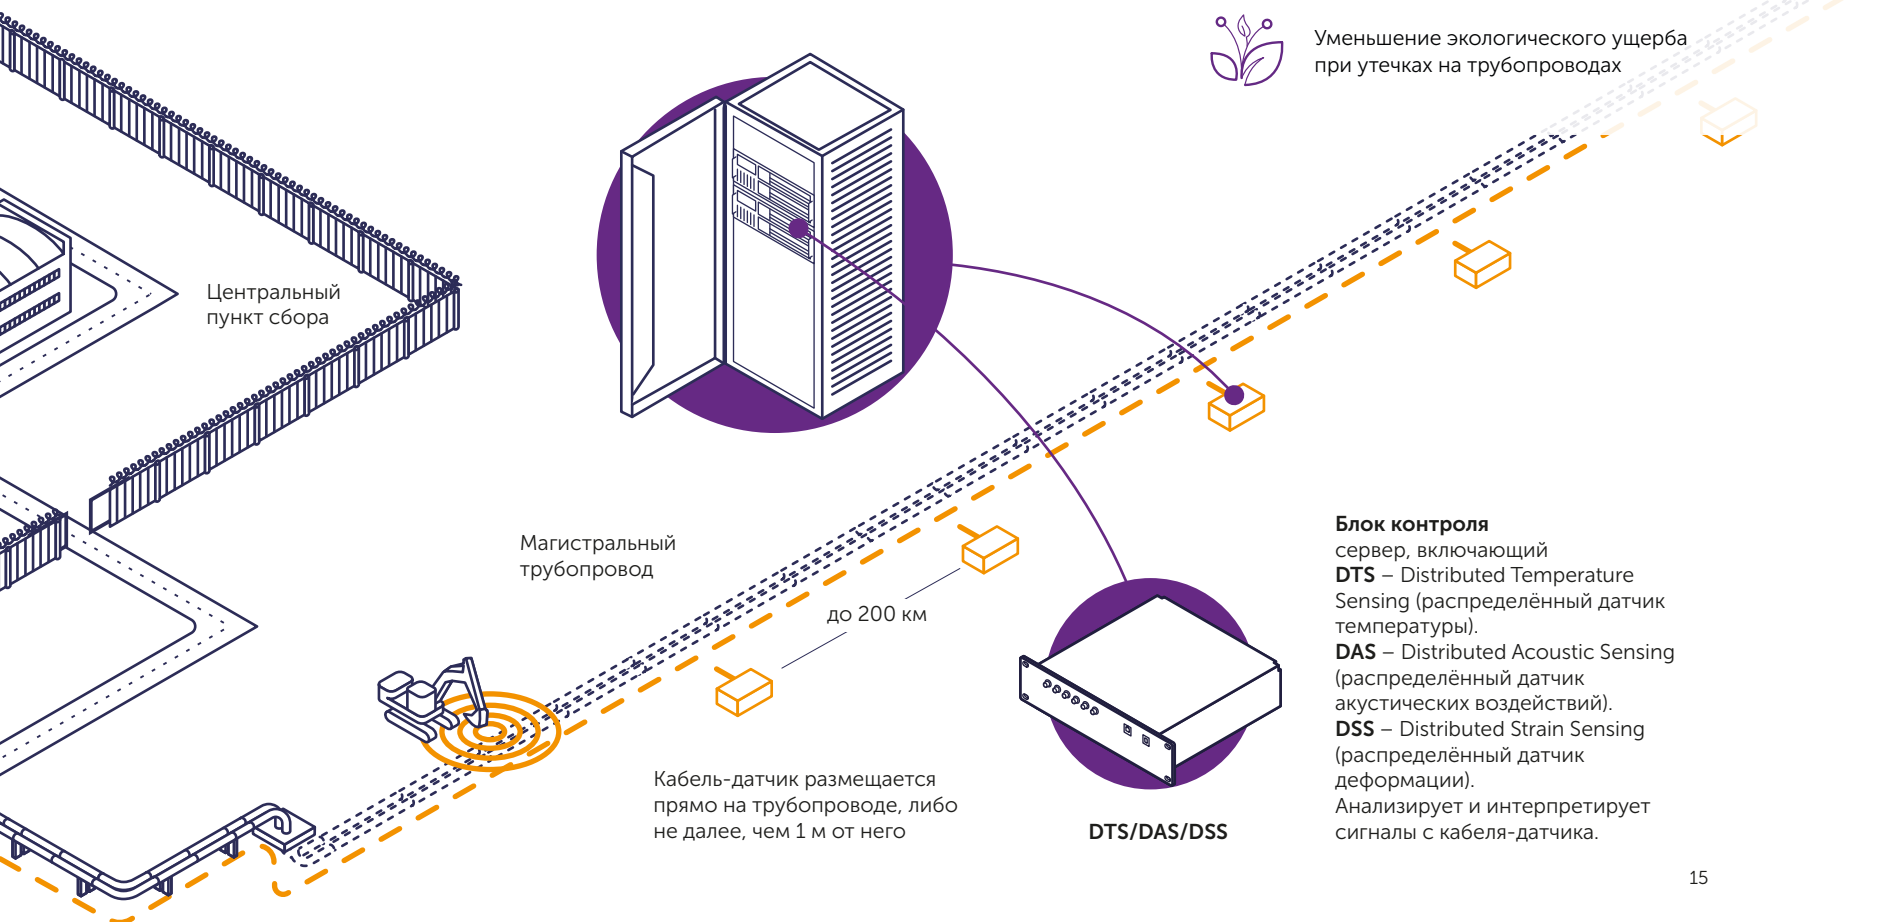 Уменьшение экологического ущерба
при утечках на трубопроводах
Центральный
пункт сбора
Магистральный
трубопровод
до 200 км
Кабель-датчик размещается
прямо на трубопроводе, либо
не далее, чем 1 м от него
DTS/DAS/DSS
Блок контроля
сервер, включающий
DTS – Distributed Temperature
Sensing (распределённый датчик
температуры).
DAS – Distributed Acoustic Sensing
(распределённый датчик
акустических воздействий).
DSS – Distributed Strain Sensing
(распределённый датчик
деформации).
Анализирует и интерпретирует
сигналы с кабеля-датчика.
15